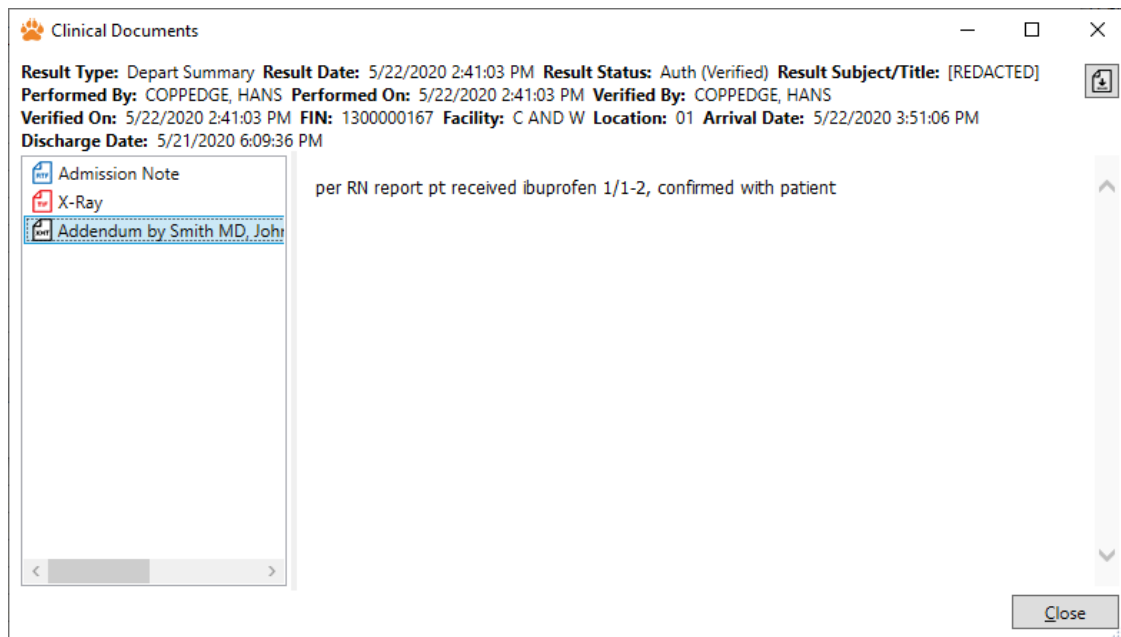 Clinical Documents
Result Type: Depart Summary Result Date: 5/22/2020 2:41:03 PM Result Status: Auth (Verified) Result Subject/Title: [REDACTED]
Performed By: COPPEDGE, HANS Performed On: 5/22/2020 2:41:03 PM Verified By: COPPEDGE, HANS
Verified On: 5/22/2020 2:41:03 PM FIN: 1300000167 Facility: C AND W Location: 01 Arrival Date: 5/22/2020 3:51:06 PM
Discharge Date: 5/21/2020 6:09:36 PM
Admission Note
X-Ray
Addendum by Smith MD, John
per RN report pt received ibuprofen 1/1-2, confirmed with patient
Close